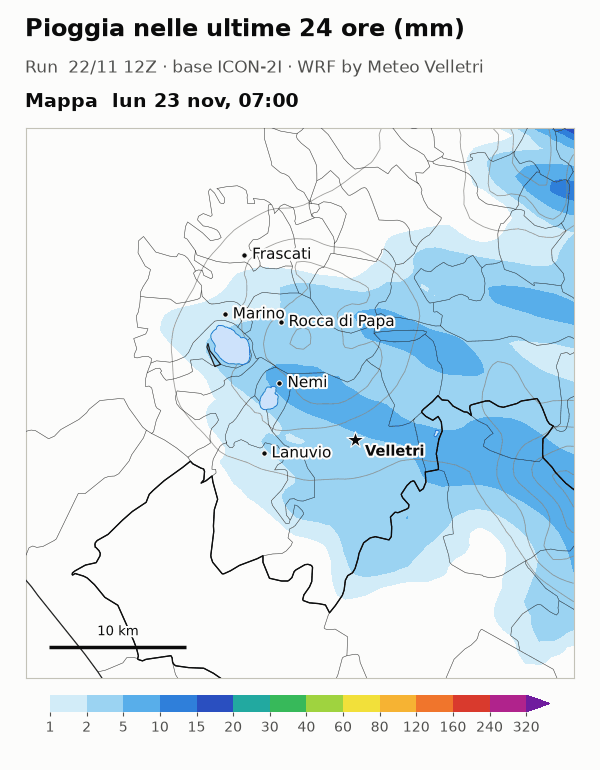 Pioggia nelle ultime 24 ore (mm)
Run  22/11 12Z · base ICON-2I · WRF by Meteo Velletri
Mappa  lun 23 nov, 07:00
Frascati
Marino
Rocca di Papa
Nemi
Velletri
Lanuvio
10 km
1 2 5 10 15 20 30 40 60 80 120 160 240 320